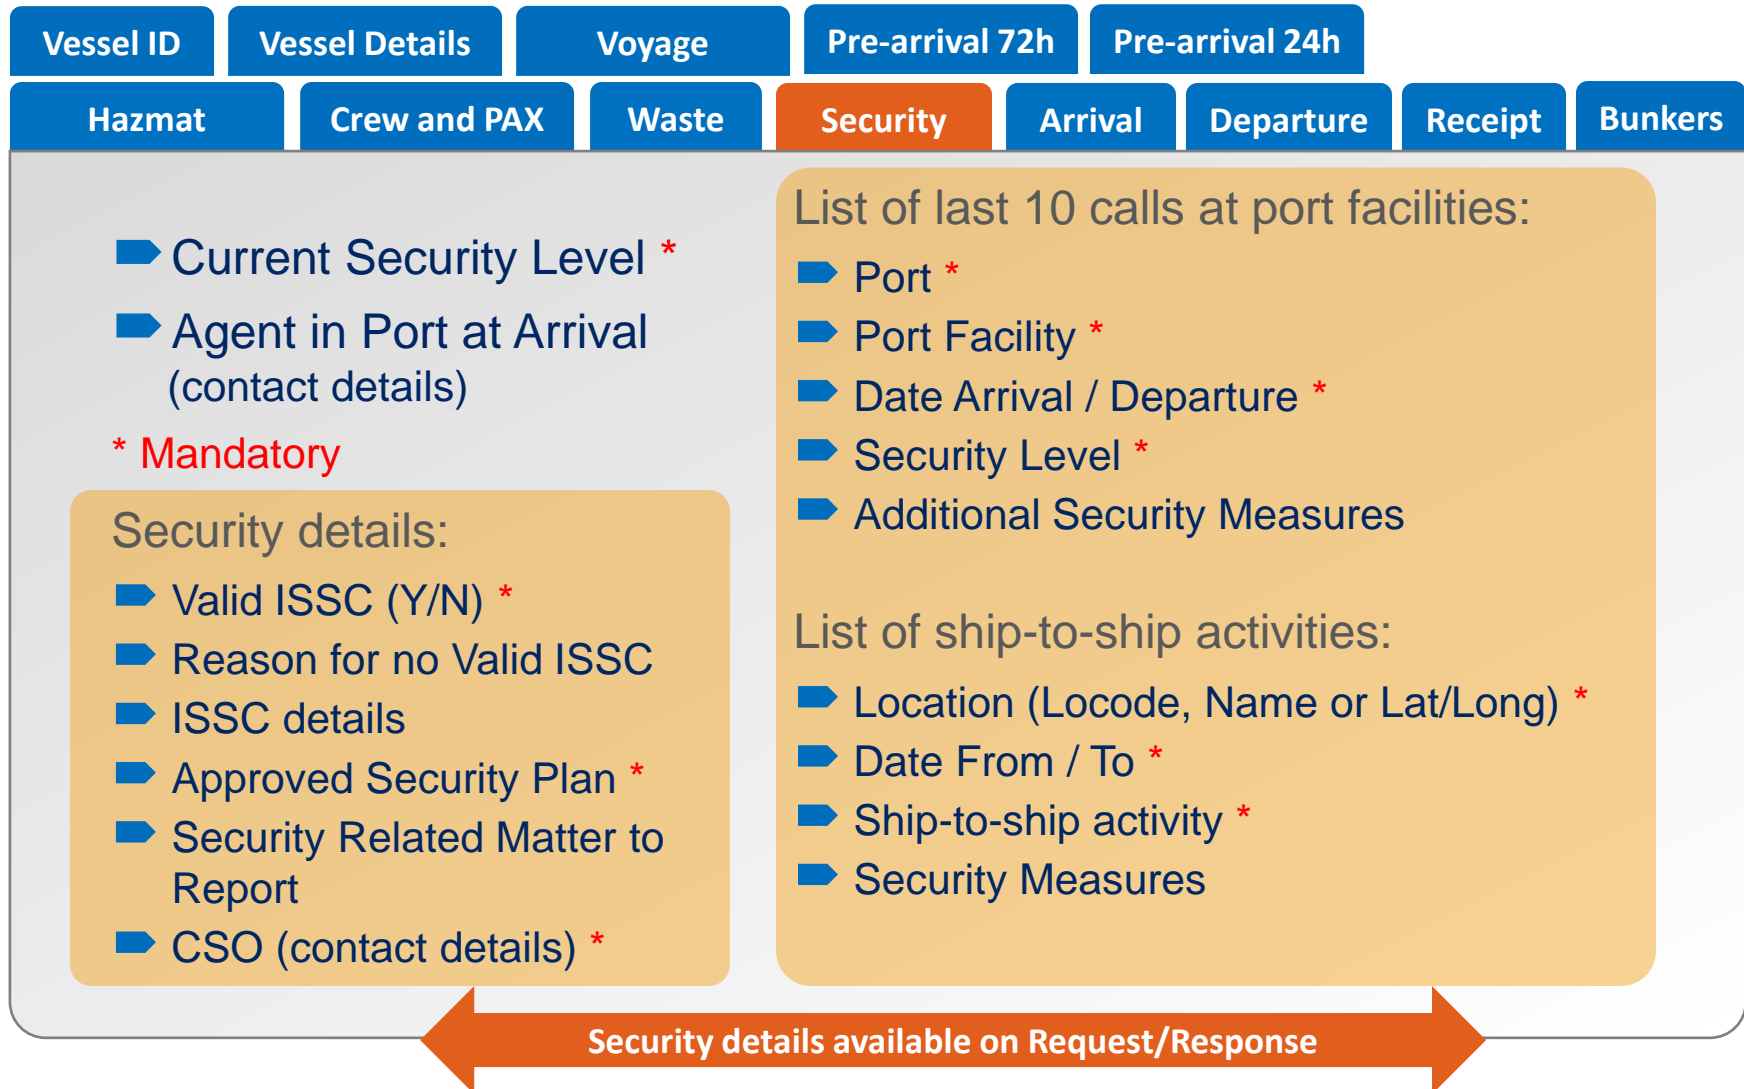 Vessel ID
Vessel Details
Voyage
Pre-arrival 72h
Pre-arrival 24h
Hazmat
Crew and PAX
Waste
Security
Arrival
Departure
Receipt
Bunkers
Current Security Level *
Agent in Port at Arrival
(contact details)
* Mandatory
Security details:
Valid ISSC (Y/N) *
Reason for no Valid ISSC
ISSC details
Approved Security Plan *
Security Related Matter to
Report
CSO (contact details) *
List of last 10 calls at port facilities:
Port *
Port Facility *
Date Arrival / Departure *
Security Level *
Additional Security Measures
List of ship-to-ship activities:
Location (Locode, Name or Lat/Long) *
Date From / To *
Ship-to-ship activity *
Security Measures
Security details available on Request/Response